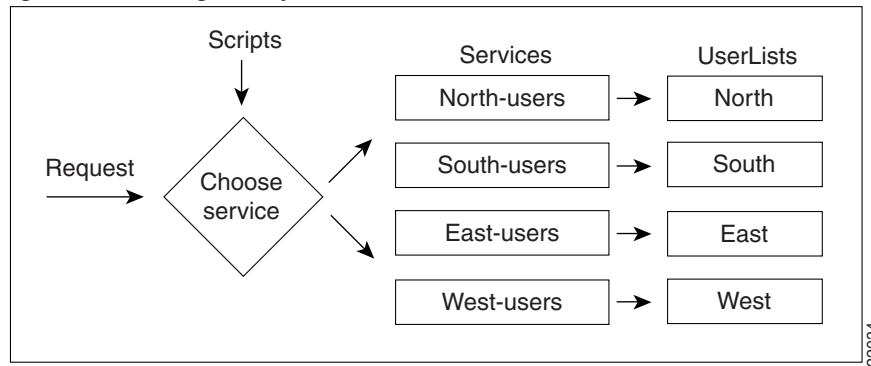 Scripts
Services
UserLists
North-users
North
Request
Choose
service
South-users
South
East-users
East
West-users
West